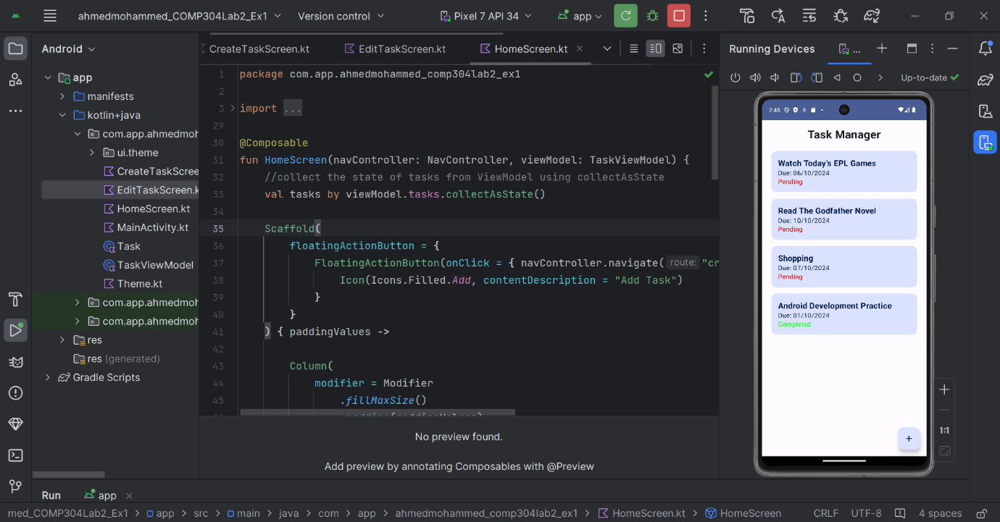 ahmedmohammed_COMP304Lab2_Ex1
Version control
Pixel 7 API 34
app
Android
app
manifests
kotlin+java
com.app.ahmedmoh
ui.theme
CreateTaskScree
EditTaskScreen.k
HomeScreen.kt
MainActivity.kt
Task
TaskViewModel
Theme.kt
com.app.ahmedmoh
com.app.ahmedmoh
res
res (generated)
Gradle Scripts
CreateTaskScreen.kt
EditTaskScreen.kt
HomeScreen.kt
1 package com.app.ahmedmohammed_comp304lab2_ex1
2
3 import ...
29
30 @Composable
31 fun HomeScreen(navController: NavController, viewModel: TaskViewModel) {
32 //collect the state of tasks from ViewModel using collectAsState
33 val tasks by viewModel.tasks.collectAsState()
34
35 Scaffold(
36 floatingActionButton = {
37 FloatingActionButton(onClick = { navController.navigate( route: "cr
38 Icon(Icons.Filled.Add, contentDescription = "Add Task")
39 }
40 }
41 ) { paddingValues ->
42
43 Column(
44 modifier = Modifier
45 .fillMaxSize()
No preview found.
Add preview by annotating Composables with @Preview
Running Devices
...
Up-to-date
2:45
Task Manager
Watch Today's EPL Games
Due: 06/10/2024
Pending
Read The Godfather Novel
Due: 10/10/2024
Pending
Shopping
Due: 07/10/2024
Pending
Android Development Practice
Due: 01/10/2024
Completed
+
1:1
Run
app
med_COMP304Lab2_Ex1 > app > src > main > java > com > app > ahmedmohammed_comp304lab2_ex1 > HomeScreen.kt > HomeScreen
CRLF UTF-8 4 spaces